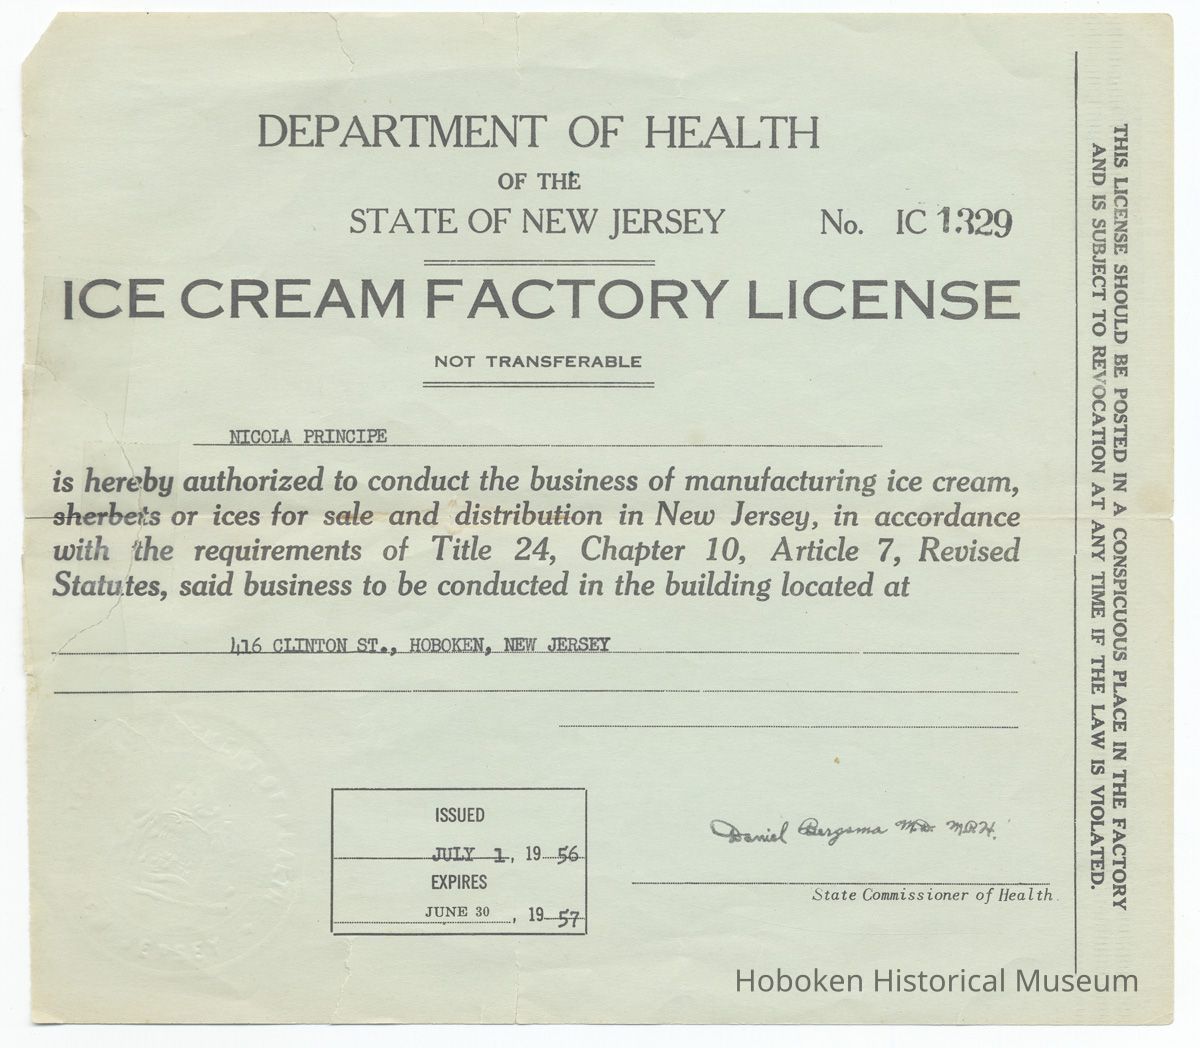 DEPARTMENT OF HEALTH
OF THE
STATE OF NEW JERSEY
No. IC 1329
ICE CREAM FACTORY LICENSE
NOT TRANSFERABLE
NICOLA PRINCIPE
is hereby authorized to conduct the business of manufacturing ice cream,
sherbets or ices for sale and distribution in New Jersey, in accordance
with the requirements of Title 24, Chapter 10, Article 7, Revised
Statutes, said business to be conducted in the building located at
416 CLINTON ST., HOBOKEN, NEW JERSEY
ISSUED
JULY 1, 1956
EXPIRES
JUNE 30, 1957
Daniel Bergsma M.D. M.P.H.
State Commissioner of Health
THIS LICENSE SHOULD BE POSTED IN A CONSPICUOUS PLACE IN THE FACTORY
AND IS SUBJECT TO REVOCATION AT ANY TIME IF THE LAW IS VIOLATED.
Hoboken Historical Museum